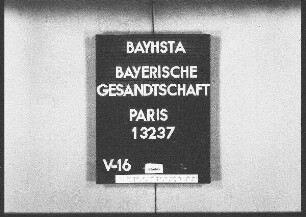 BAYHSTA
BAYERISCHE
GESANDTSCHAFT
PARIS
13237
V-16